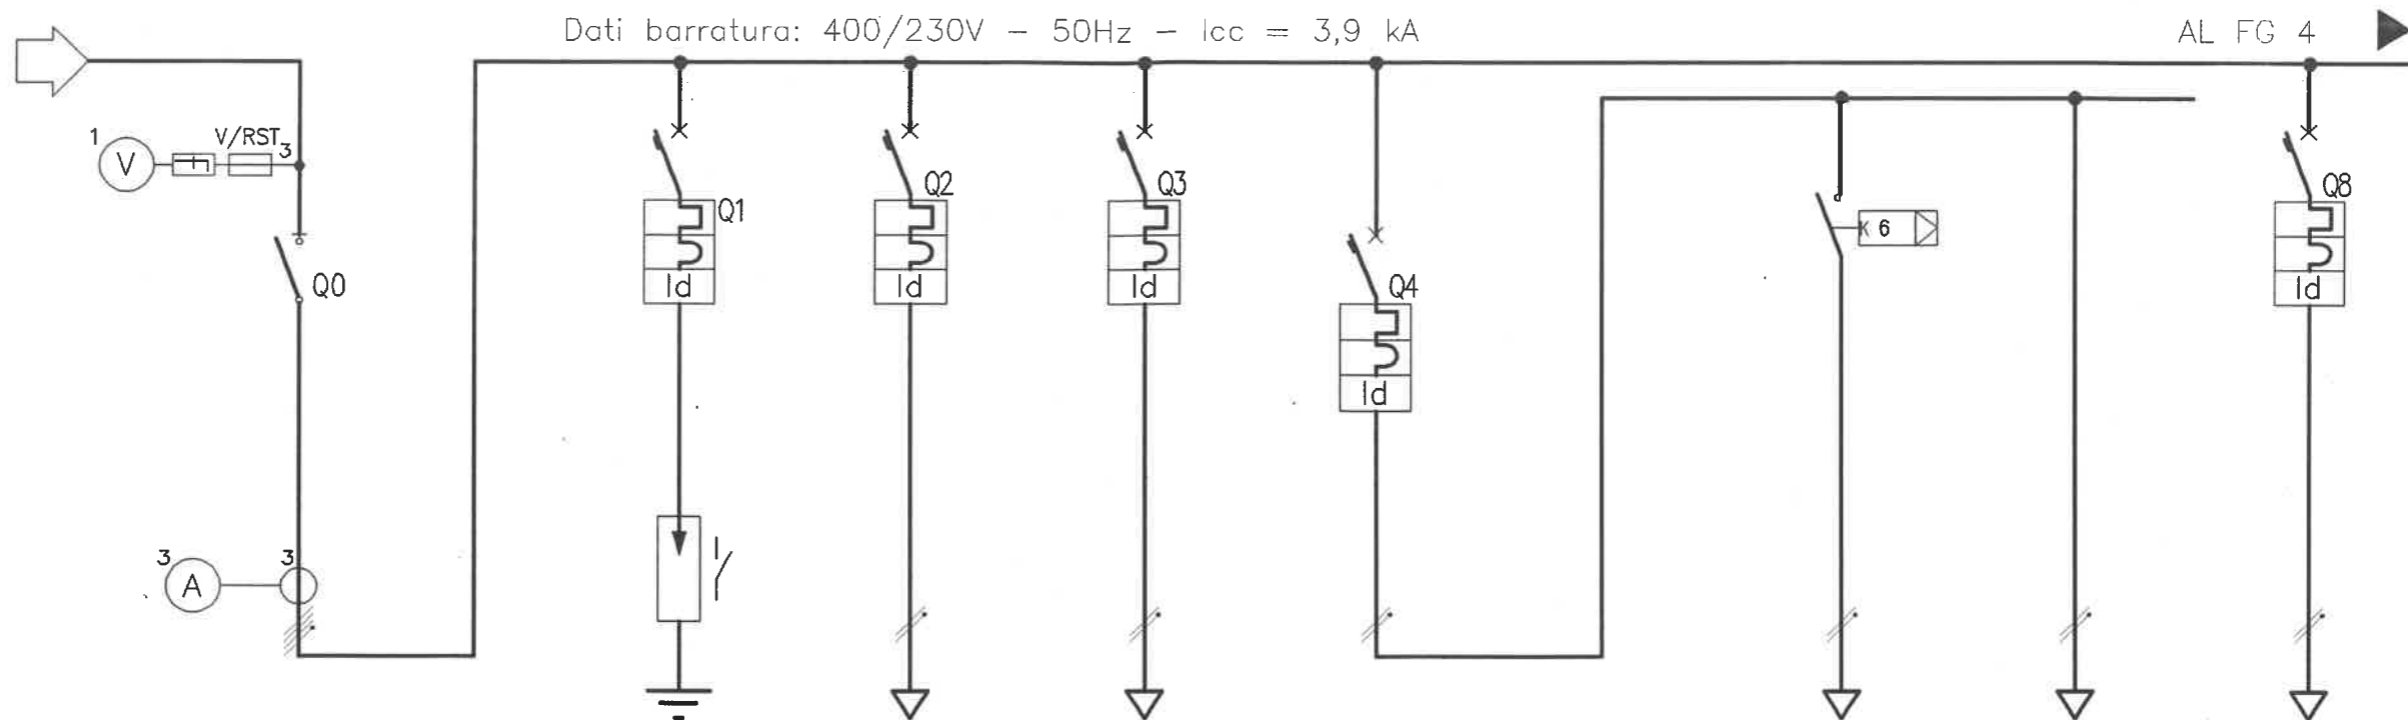 Dati barratura: 400/230V – 50Hz – Icc = 3,9 kA
AL FG 4
1
V
V/RST
3
Q0
3
A
3
Q1
Id
Q2
Id
Q3
Id
Q4
Id
K 6
Q8
Id